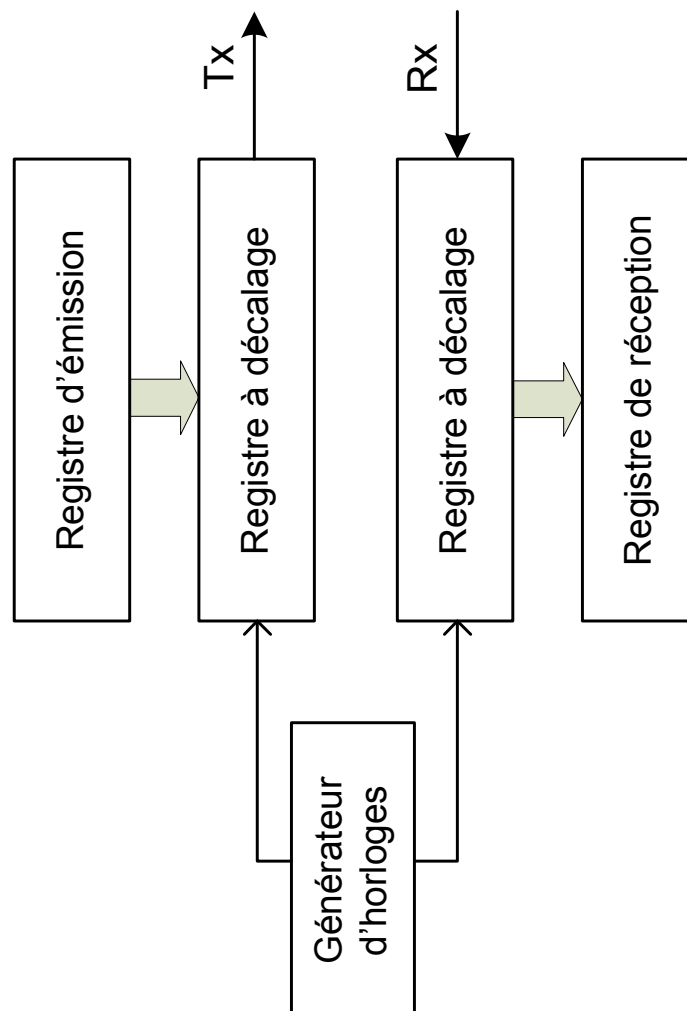 Registre d'émission
Registre à décalage
Tx
Registre à décalage
Rx
Registre de réception
Générateur
d'horloges